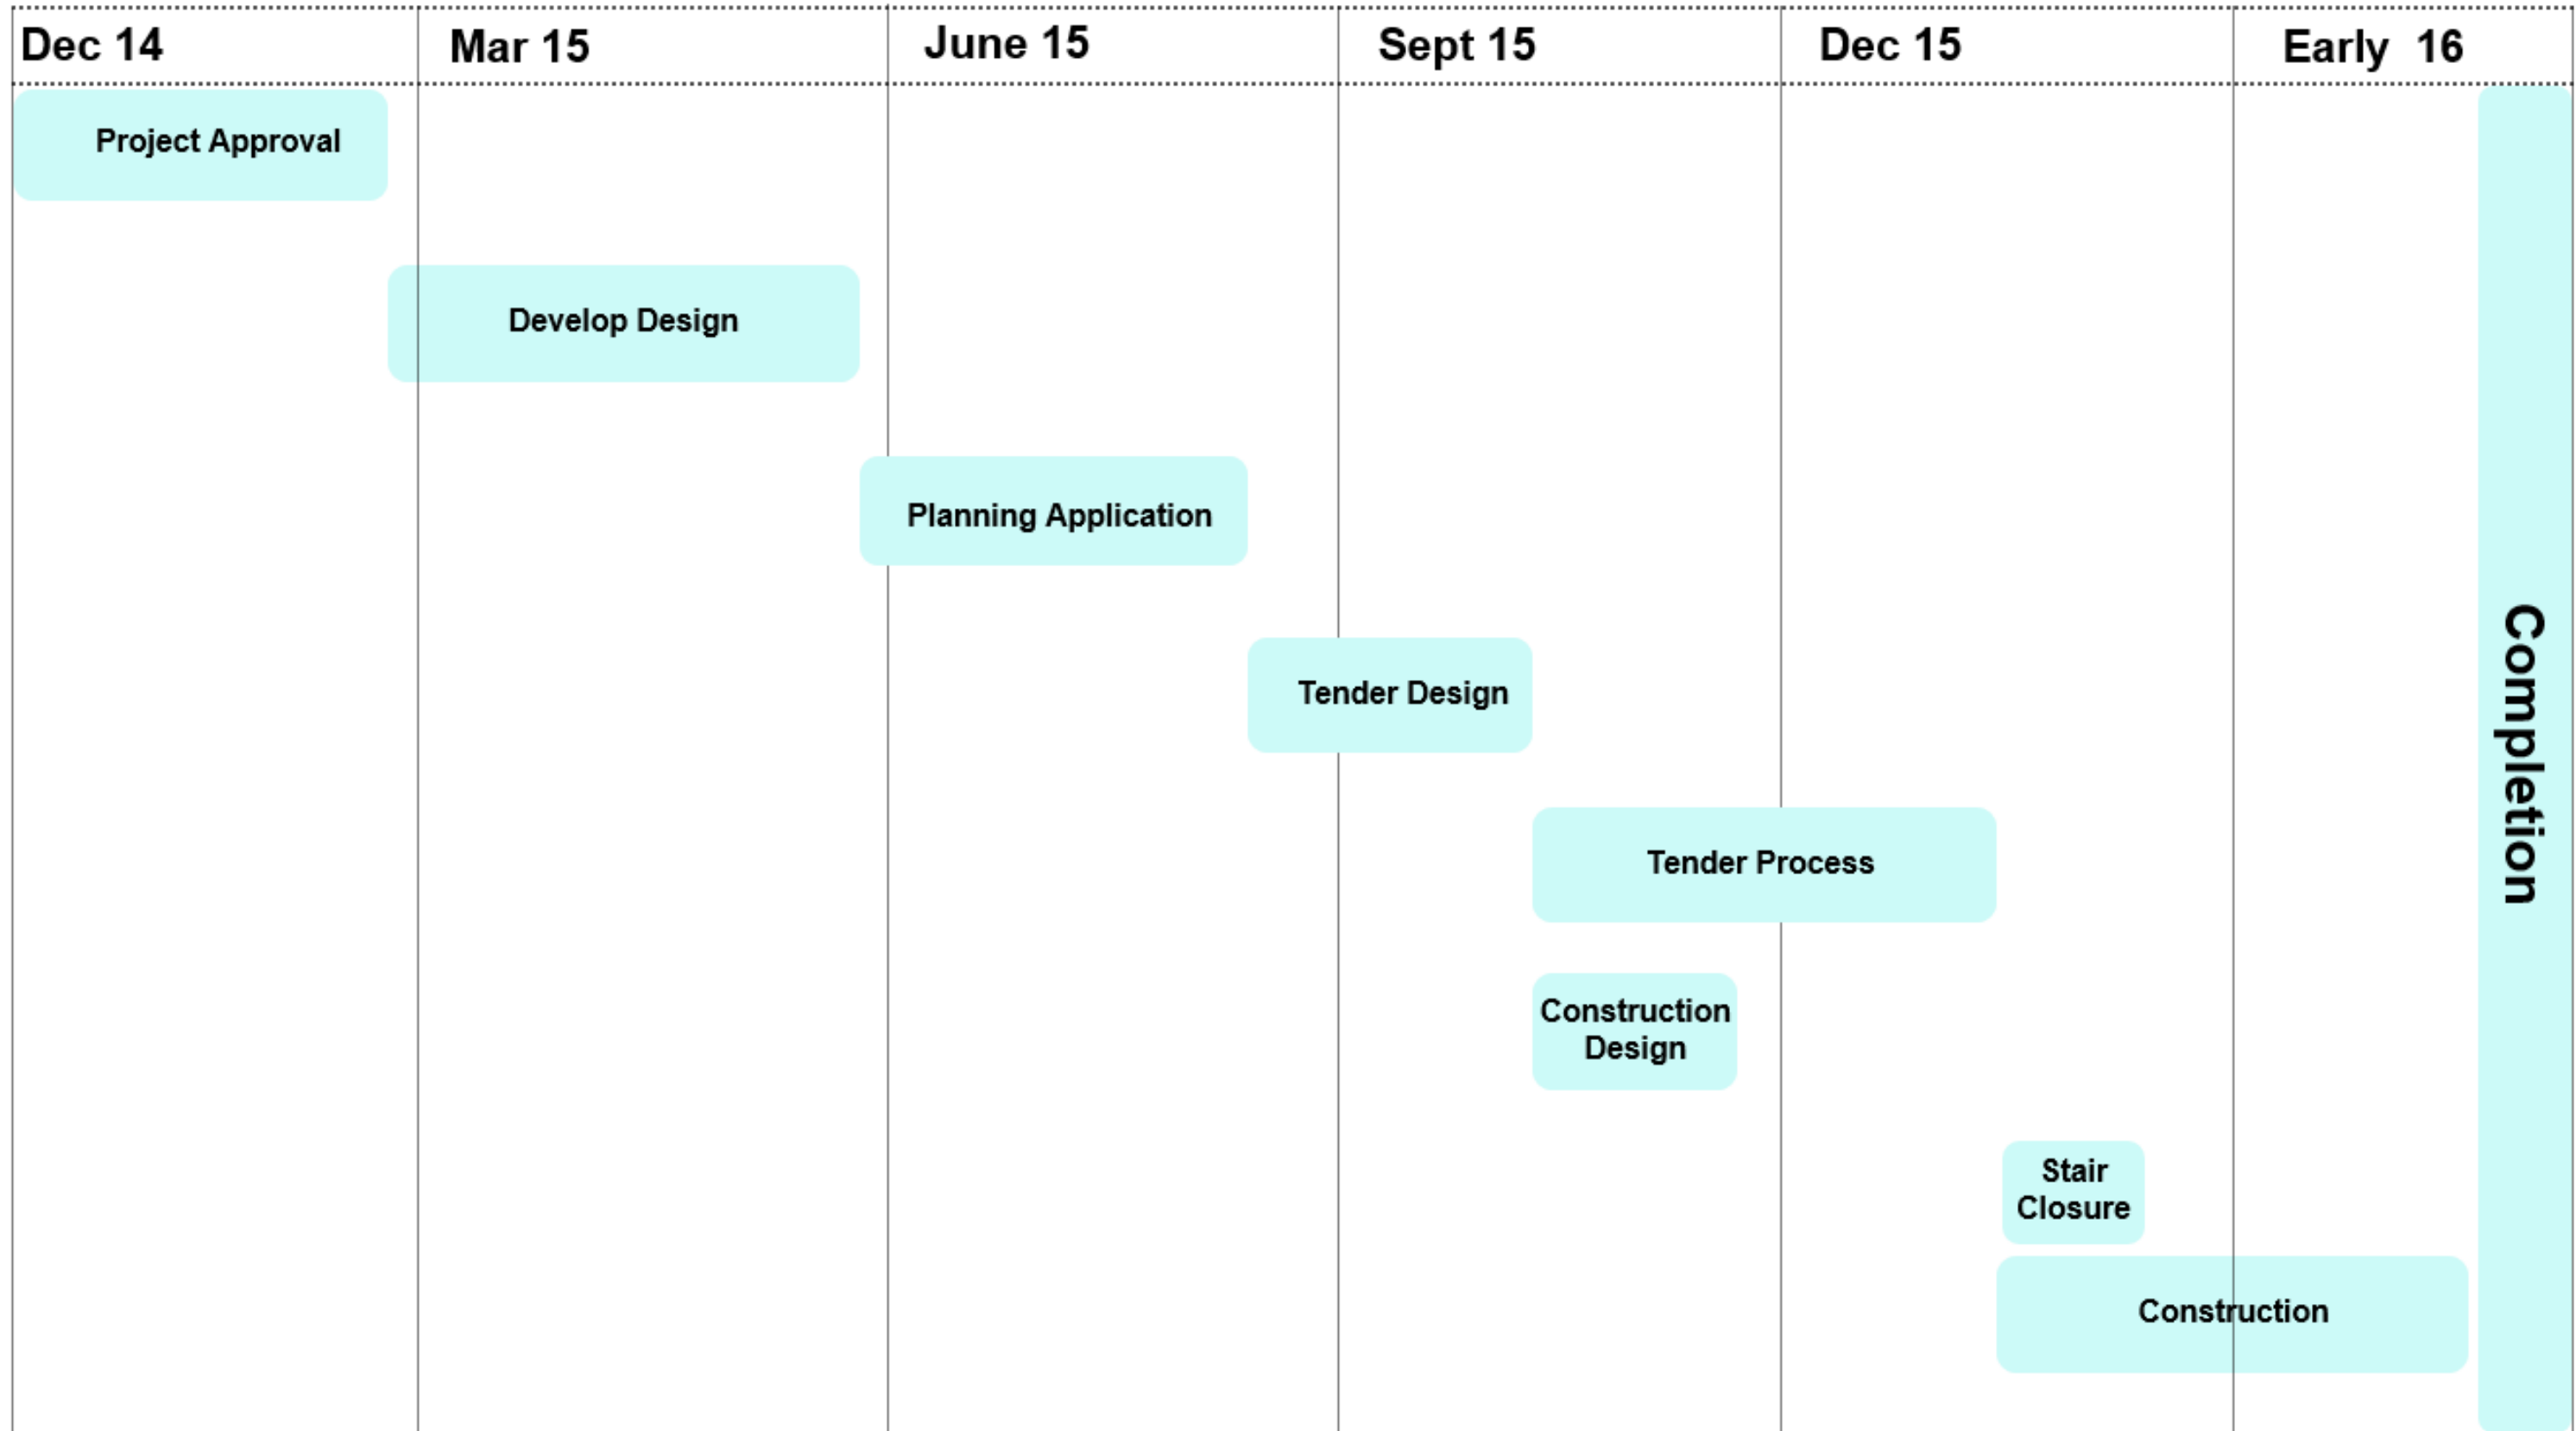 Dec 14
Mar 15
June 15
Sept 15
Dec 15
Early 16
Project Approval
Develop Design
Planning Application
Tender Design
Tender Process
Construction
Design
Stair
Closure
Construction
Completion